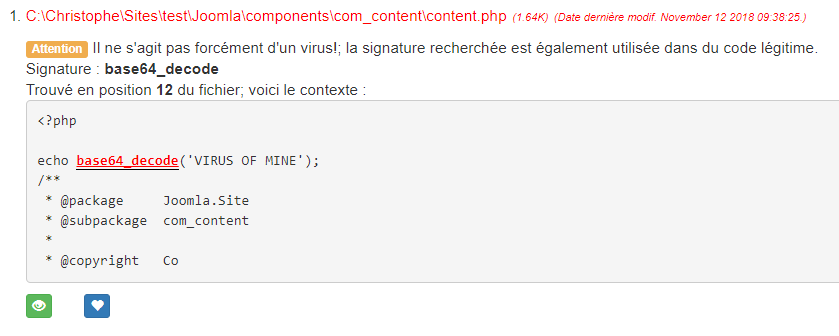 1. C:\Christophe\Sites\test\Joomla\components\com_content\content.php (1.64K) (Date dernière modif. November 12 2018 09:38:25.)
Attention Il ne s'agit pas forcément d'un virus!; la signature recherchée est également utilisée dans du code légitime.
Signature : base64_decode
Trouvé en position 12 du fichier; voici le contexte :
<?php
echo base64_decode('VIRUS OF MINE');
/**
* @package Joomla.Site
* @subpackage com_content
*
* @copyright Co